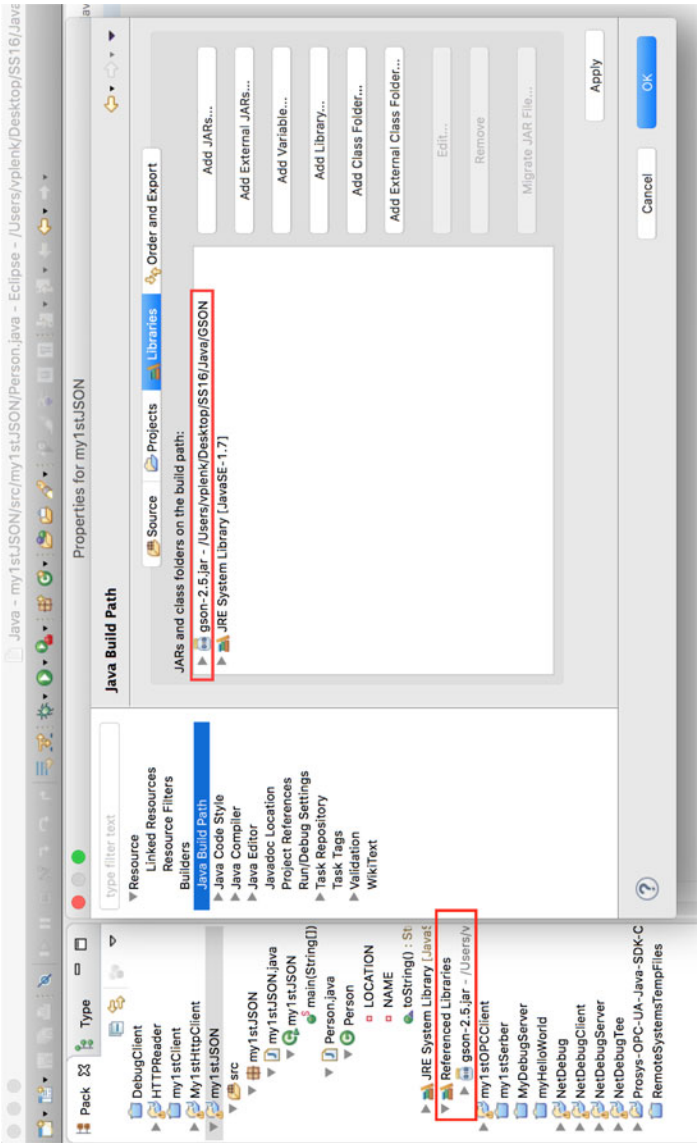 Java - my1stJSON/src/my1stJSON/Person.java - Eclipse - /Users/vplenk/Desktop/SS16/Java
Pack
Type
DebugClient
HTTPReader
my1stClient
My1stHttpClient
my1stJSON
src
my1stJSON
my1stJSON.java
my1stJSON
main(String[])
Person.java
Person
LOCATION
NAME
toString() : St
JRE System Library [JavaS
Referenced Libraries
gson-2.5.jar - /Users/v
my1stOPCClient
my1stSerber
MyDebugServer
myHelloWorld
NetDebug
NetDebugClient
NetDebugServer
NetDebugTee
Prosys-OPC-UA-Java-SDK-C
RemoteSystemsTempFiles
Properties for my1stJSON
type filter text
Resource
Linked Resources
Resource Filters
Builders
Java Build Path
Java Code Style
Java Compiler
Java Editor
Javadoc Location
Project References
Run/Debug Settings
Task Repository
Task Tags
Validation
WikiText
Java Build Path
Source
Projects
Libraries
Order and Export
JARs and class folders on the build path:
gson-2.5.jar - /Users/vplenk/Desktop/SS16/Java/GSON
JRE System Library [JavaSE-1.7]
Add JARs...
Add External JARs...
Add Variable...
Add Library...
Add Class Folder...
Add External Class Folder...
Edit...
Remove
Migrate JAR File...
Apply
?
Cancel
OK